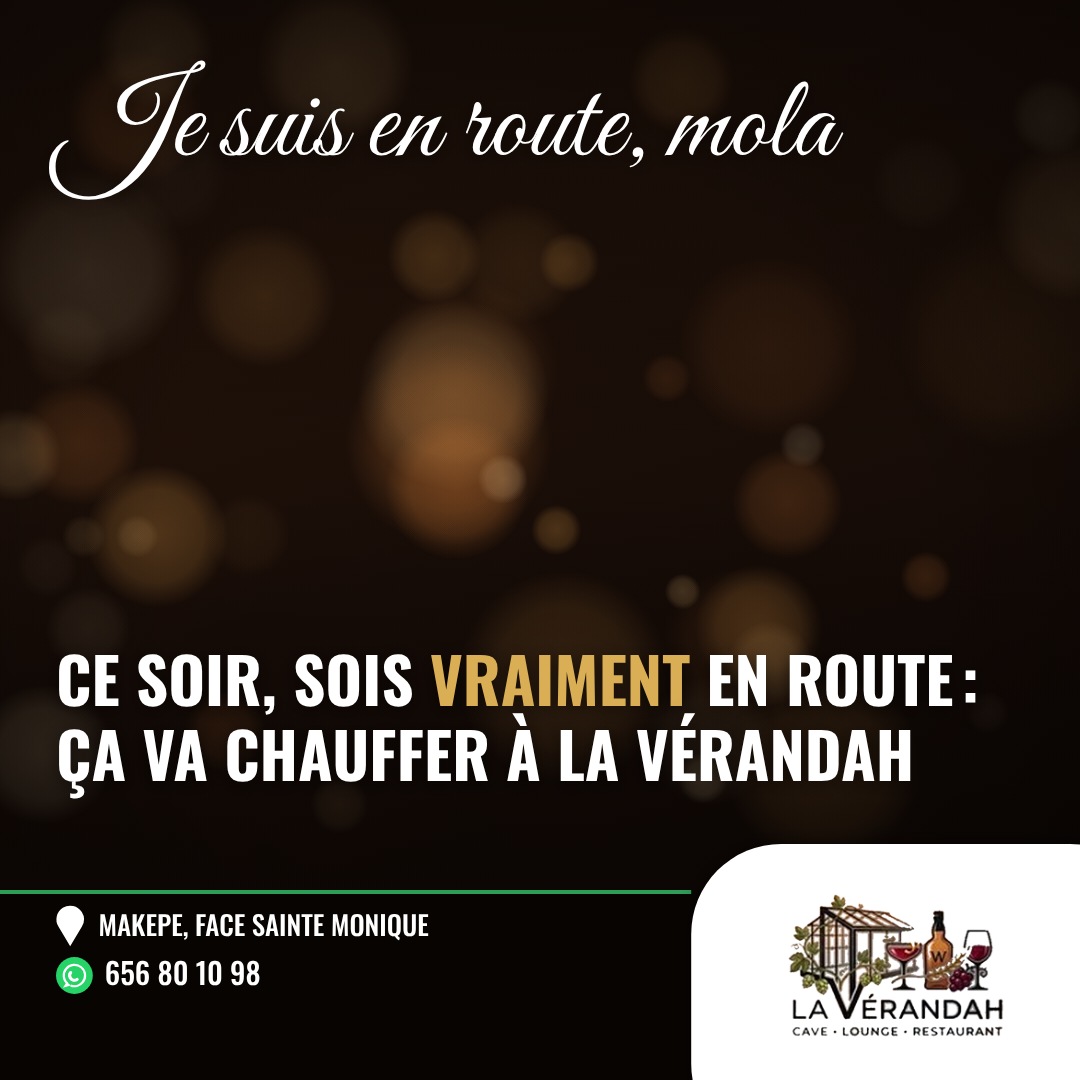 Je suis en route, mola
CE SOIR, SOIS VRAIMENT EN ROUTE :
ÇA VA CHAUFFER À LA VÉRANDAH
MAKEPE, FACE SAINTE MONIQUE
656 80 10 98
W
LA VÉRANDAH
CAVE • LOUNGE • RESTAURANT